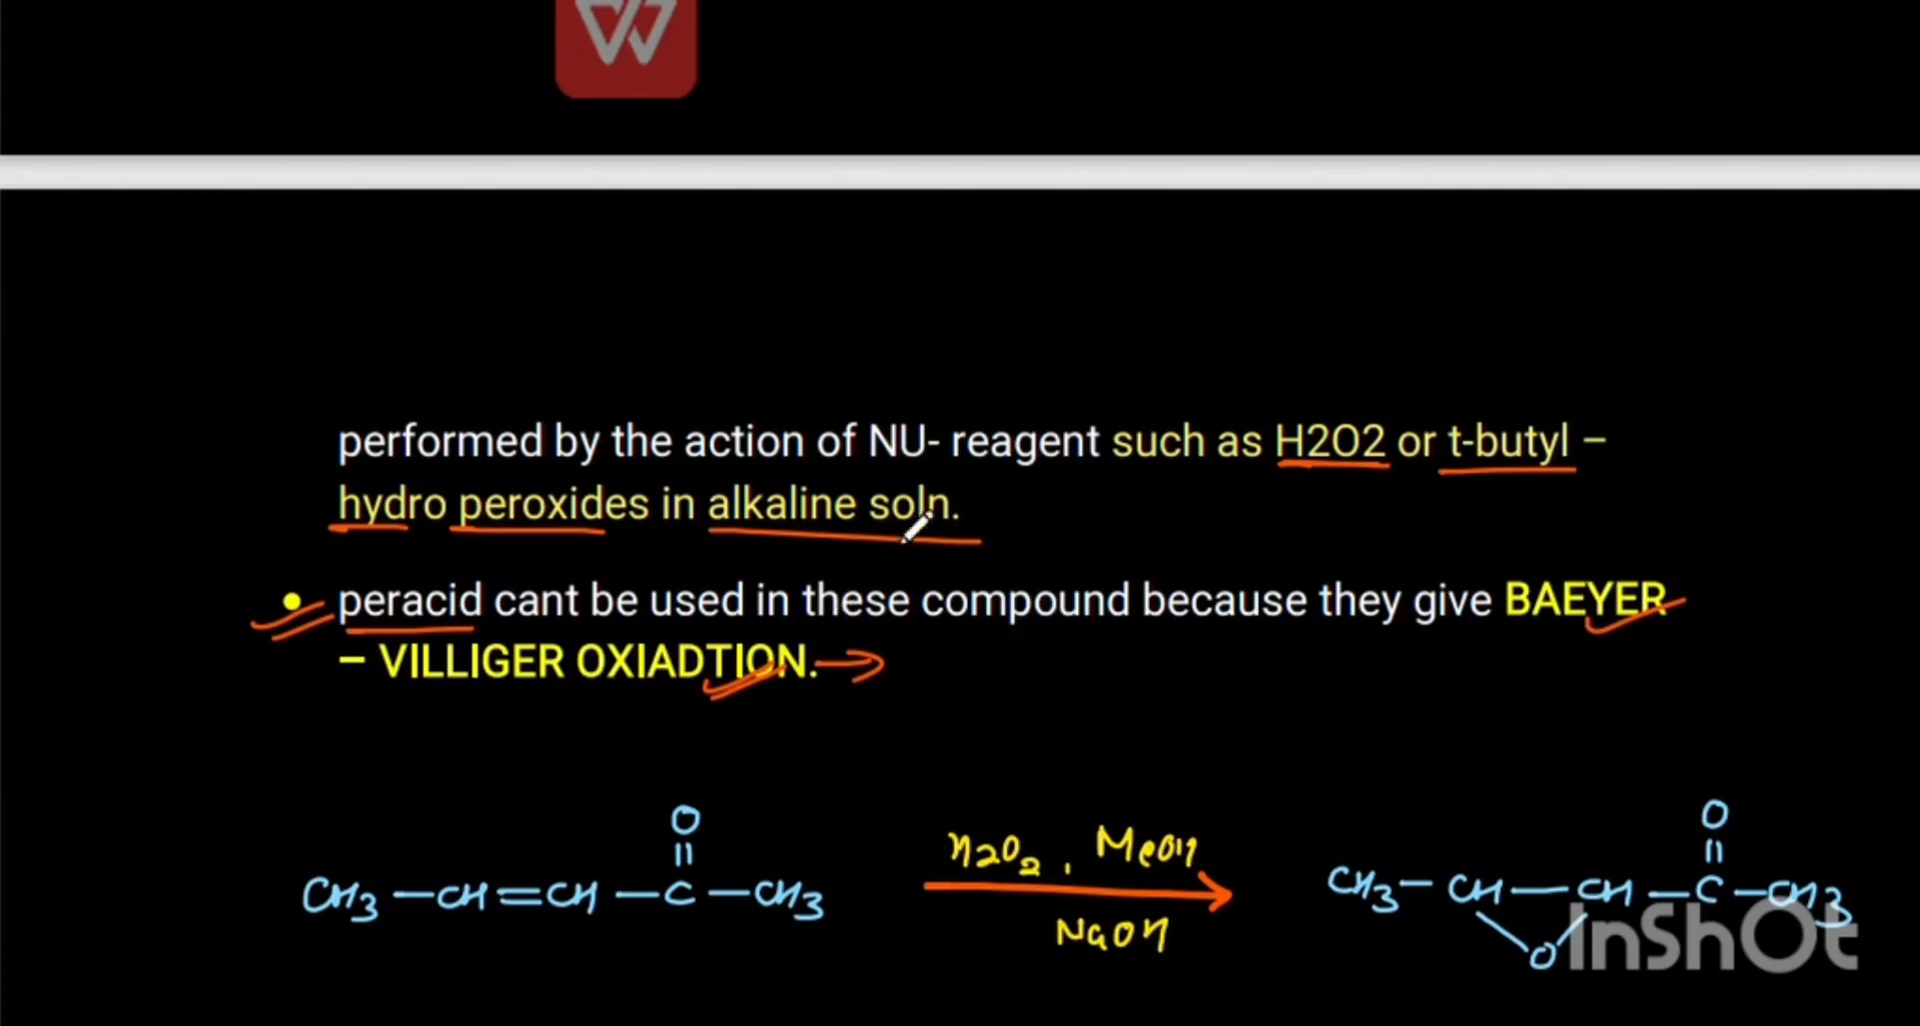 performed by the action of NU- reagent such as H2O2 or t-butyl –
hydro peroxides in alkaline soln.
• peracid cant be used in these compound because they give BAEYER
– VILLIGER OXIADTION.
O
CH3 — CH = CH — C — CH3
H2O2 , MeOH
NaOH
O
CH3 — CH — CH — C — CH3
O
InShOt